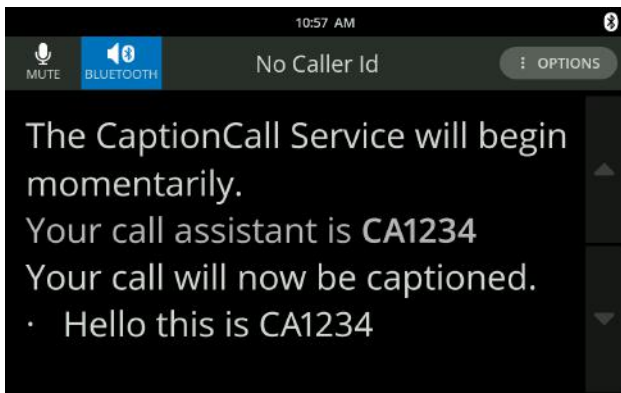 10:57 AM
MUTE
BLUETOOTH
No Caller Id
OPTIONS
The CaptionCall Service will begin
momentarily.
Your call assistant is CA1234
Your call will now be captioned.
· Hello this is CA1234